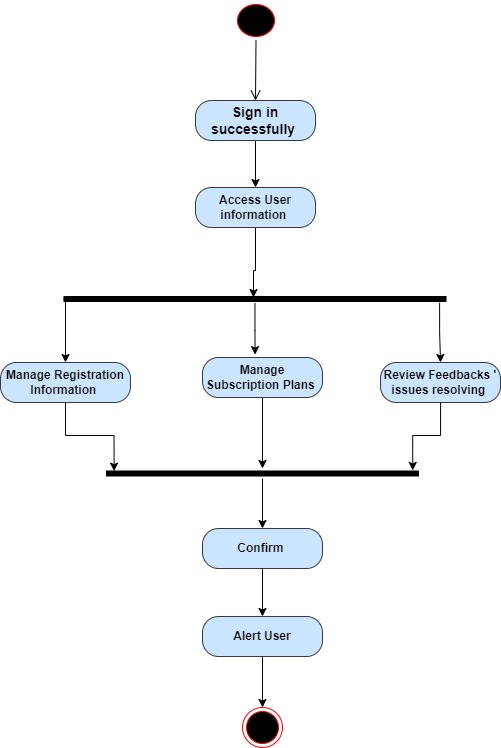 Sign in
successfully
Access User
information
Manage Registration
Information
Manage
Subscription Plans
Review Feedbacks '
issues resolving
Confirm
Alert User